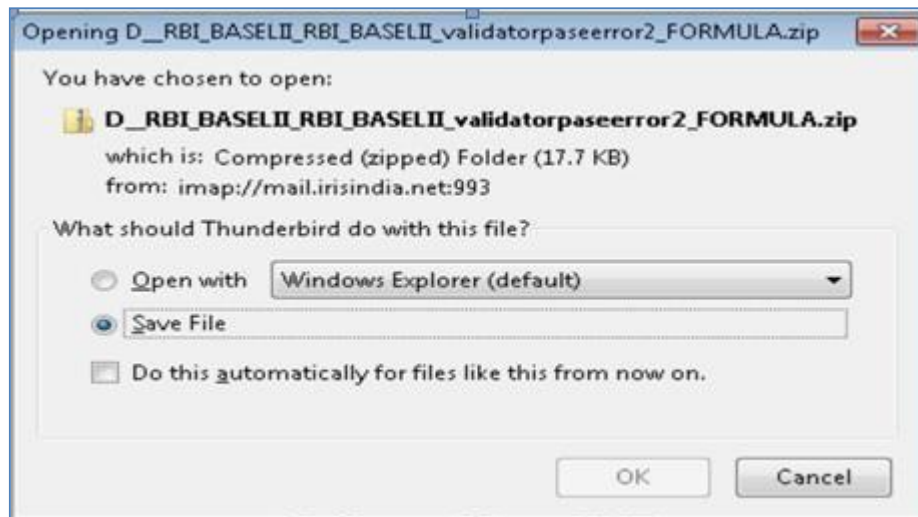 Opening D__RBI_BASELII_RBI_BASELII_validatorpaseerror2_FORMULA.zip
You have chosen to open:
D__RBI_BASELII_RBI_BASELII_validatorpaseerror2_FORMULA.zip
which is: Compressed (zipped) Folder (17.7 KB)
from: imap://mail.irisindia.net:993
What should Thunderbird do with this file?
Open with Windows Explorer (default)
Save File
Do this automatically for files like this from now on.
OK Cancel